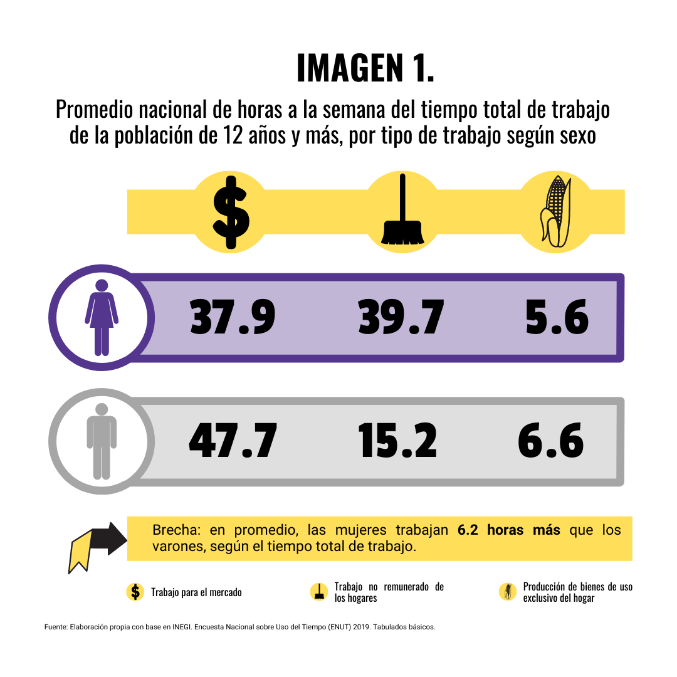 IMAGEN 1.
Promedio nacional de horas a la semana del tiempo total de trabajo
de la población de 12 años y más, por tipo de trabajo según sexo
$
37.9 39.7 5.6
47.7 15.2 6.6
Brecha: en promedio, las mujeres trabajan 6.2 horas más que los
varones, según el tiempo total de trabajo.
$ Trabajo para el mercado
Trabajo no remunerado de
los hogares
Producción de bienes de uso
exclusivo del hogar
Fuente: Elaboración propia con base en INEGI. Encuesta Nacional sobre Uso del Tiempo (ENUT) 2019. Tabulados básicos.